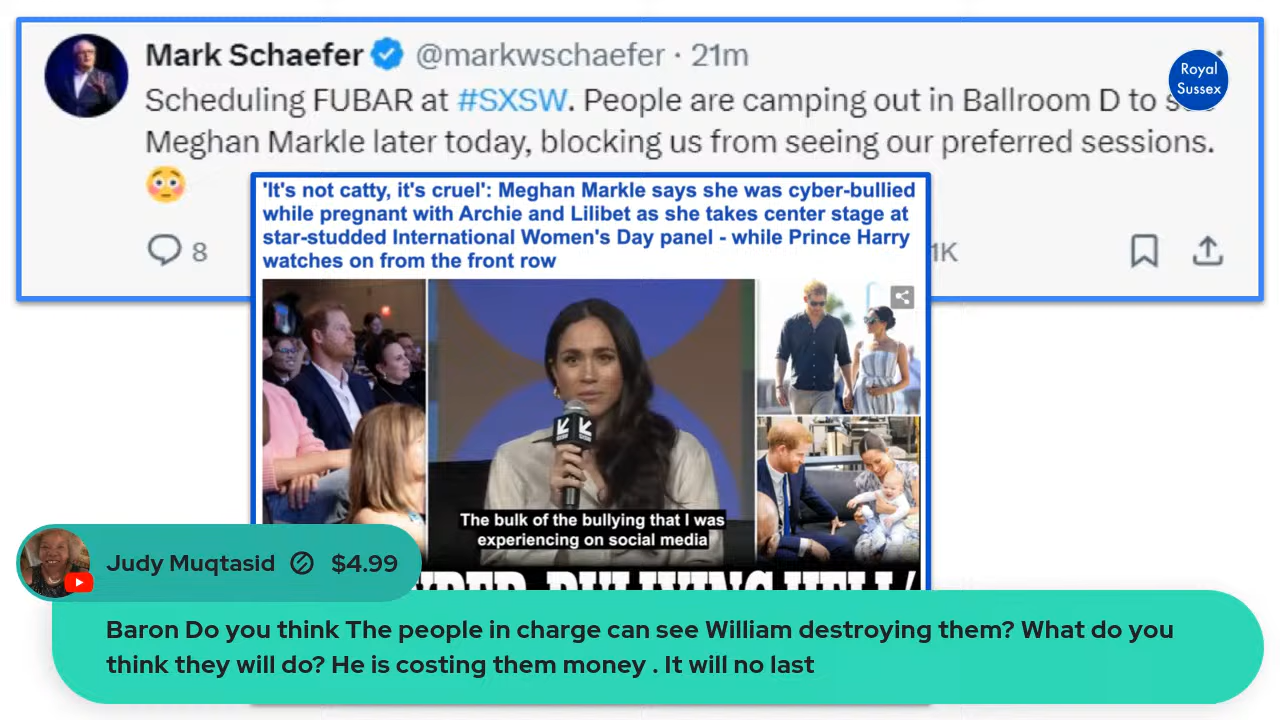 Mark Schaefer @markwschaefer · 21m
Royal
Sussex
Scheduling FUBAR at #SXSW. People are camping out in Ballroom D to
Meghan Markle later today, blocking us from seeing our preferred sessions.
8
1K
'It's not catty, it's cruel': Meghan Markle says she was cyber-bullied
while pregnant with Archie and Lilibet as she takes center stage at
star-studded International Women's Day panel - while Prince Harry
watches on from the front row
The bulk of the bullying that I was
experiencing on social media
Judy Muqtasid $4.99
Baron Do you think The people in charge can see William destroying them? What do you
think they will do? He is costing them money . It will no last